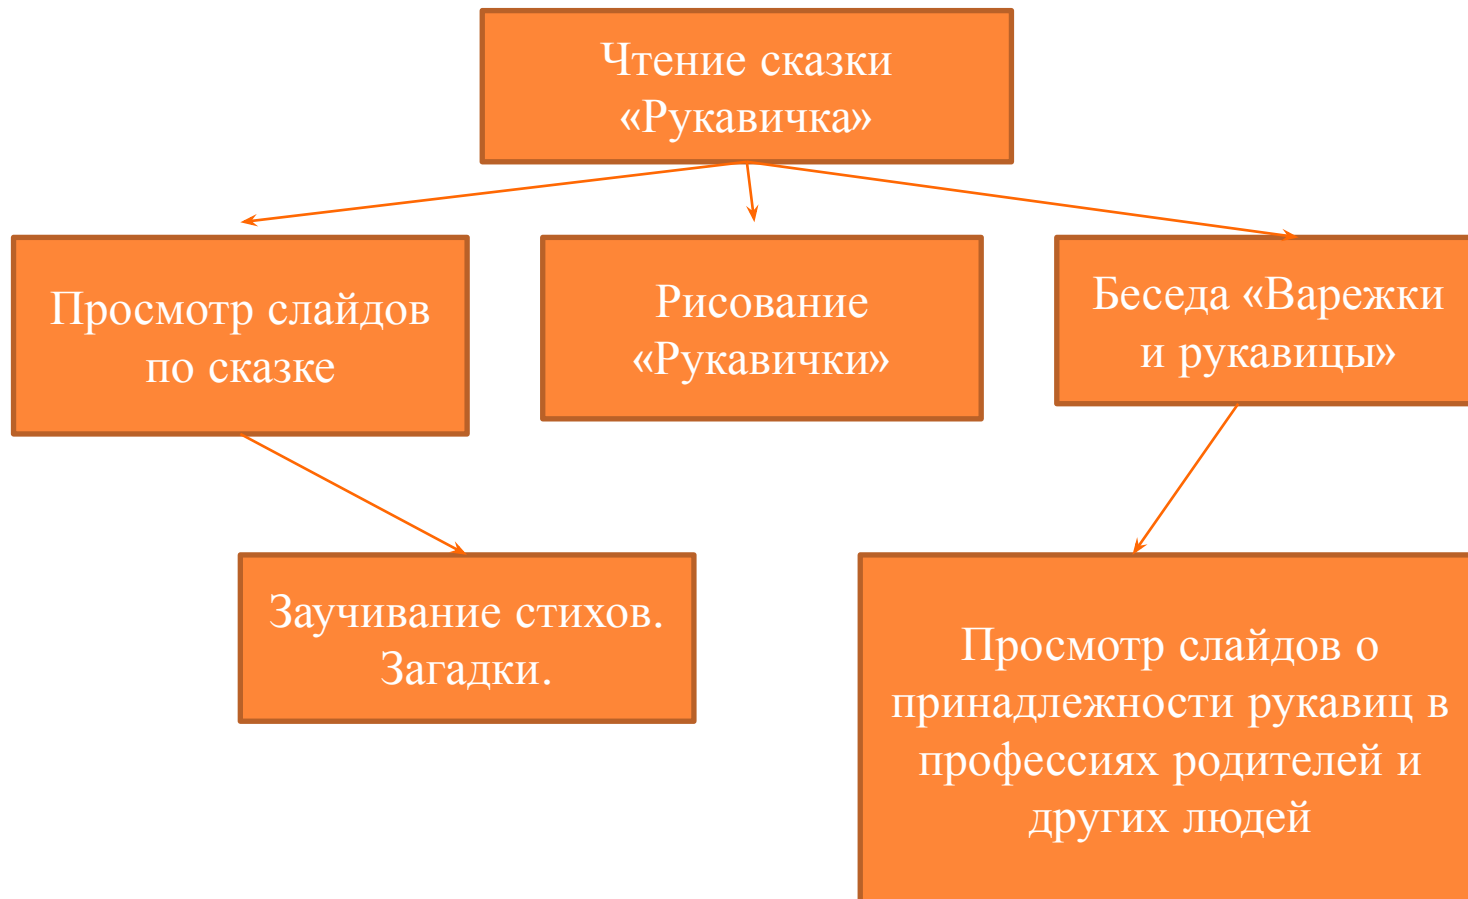 Чтение сказки
«Рукавичка»
Просмотр слайдов
по сказке
Рисование
«Рукавички»
Беседа «Варежки
и рукавицы»
Заучивание стихов.
Загадки.
Просмотр слайдов о
принадлежности рукавиц в
профессиях родителей и
других людей